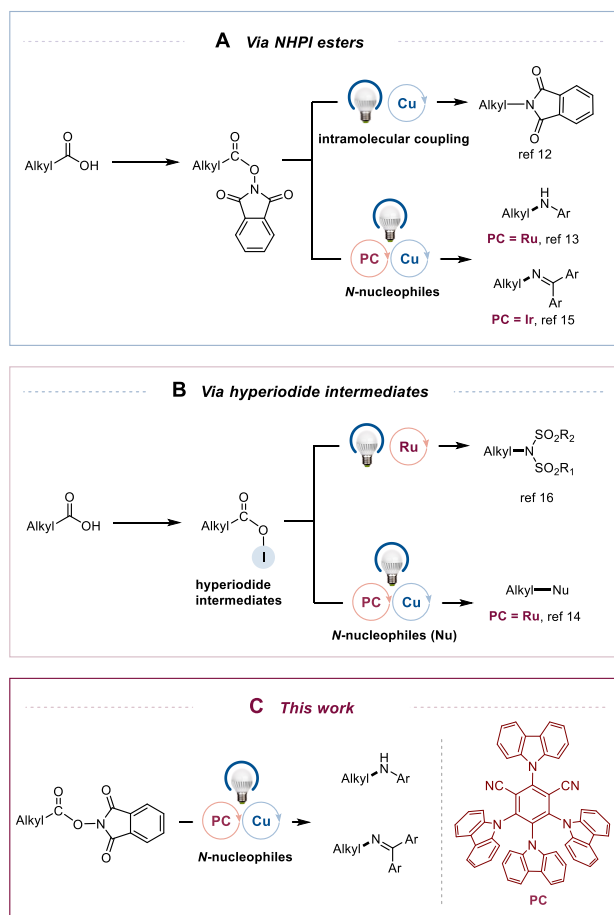 A Via NHPI esters
Alkyl
O
OH
Alkyl
O
C
O
N
O
O
Cu
intramolecular coupling
Alkyl
N
O
O
ref 12
PC
Cu
N-nucleophiles
Alkyl
H
N
Ar
PC = Ru, ref 13
Alkyl
N
Ar
Ar
PC = Ir, ref 15
B Via hyperiodide intermediates
Alkyl
O
OH
Alkyl
O
C
O
I
hyperiodide
intermediates
Ru
SO2R2
Alkyl
N
SO2R1
ref 16
PC
Cu
N-nucleophiles (Nu)
Alkyl
Nu
PC = Ru, ref 14
C This work
Alkyl
O
C
O
N
O
O
PC
Cu
N-nucleophiles
Alkyl
H
N
Ar
Alkyl
N
Ar
Ar
N
NC
CN
N
N
N
PC